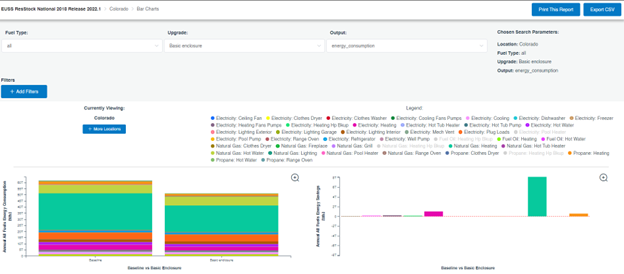 EUSS ResStock National 2018 Release 2022.1 > Colorado > Bar Charts
Print This Report
Export CSV
Fuel Type:
all
Upgrade:
Basic enclosure
Output:
energy_consumption
Chosen Search Parameters:
Location: Colorado
Fuel Type: all
Upgrade: Basic enclosure
Output: energy_consumption
Filters
+ Add Filters
Currently Viewing:
Colorado
+ More Locations
Legend:
Electricity: Ceiling Fan Electricity: Clothes Dryer Electricity: Clothes Washer Electricity: Cooling Fans Pumps Electricity: Cooling Electricity: Dishwasher Electricity: Freezer
Electricity: Heating Fans Pumps Electricity: Heating Hp Bkup Electricity: Heating Electricity: Hot Tub Heater Electricity: Hot Tub Pump Electricity: Hot Water
Electricity: Lighting Exterior Electricity: Lighting Garage Electricity: Lighting Interior Electricity: Mech Vent Electricity: Plug Loads Electricity: Pool Heater
Electricity: Pool Pump Electricity: Range Oven Electricity: Refrigerator Electricity: Well Pump Fuel Oil: Heating Hp Bkup Fuel Oil: Heating Fuel Oil: Hot Water
Natural Gas: Clothes Dryer Natural Gas: Fireplace Natural Gas: Grill Natural Gas: Heating Hp Bkup Natural Gas: Heating Natural Gas: Hot Tub Heater
Natural Gas: Hot Water Natural Gas: Lighting Natural Gas: Pool Heater Natural Gas: Range Oven Propane: Clothes Dryer Propane: Heating Hp Bkup Propane: Heating
Propane: Hot Water Propane: Range Oven
Annual All Fuels Energy Consumption
Baseline
Basic enclosure
Baseline vs Basic Enclosure
Annual All Fuels Energy Savings
Baseline vs Basic Enclosure